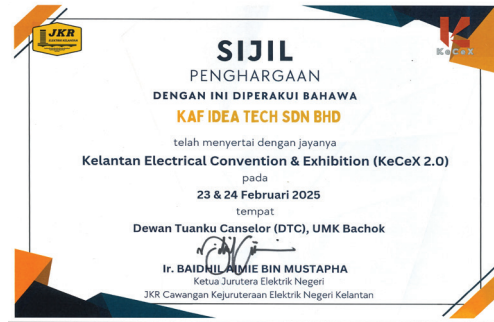 JKR
KeCeX
SIJIL
PENGHARGAAN
DENGAN INI DIPERAKUI BAHAWA
KAF IDEA TECH SDN BHD
telah menyertai dengan jayanya
Kelantan Electrical Convention & Exhibition (KeCeX 2.0)
pada
23 & 24 Februari 2025
tempat
Dewan Tuanku Canselor (DTC), UMK Bachok
Ir. BAIDHIL AIMIE BIN MUSTAPHA
Ketua Jurutera Elektrik Negeri
JKR Cawangan Kejuruteraan Elektrik Negeri Kelantan